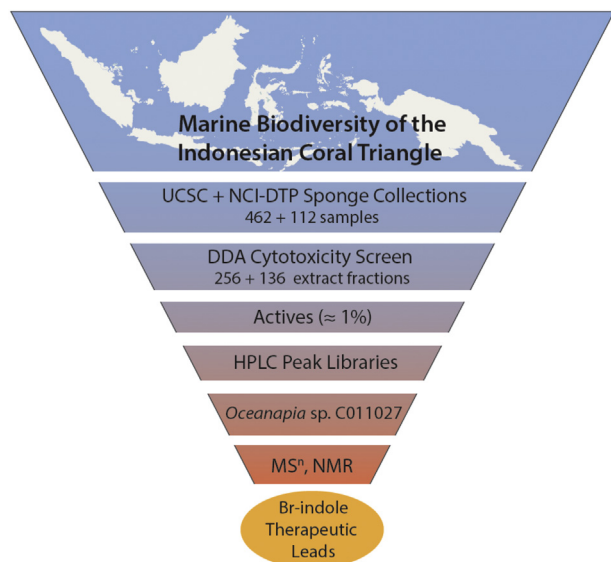 Marine Biodiversity of the
Indonesian Coral Triangle
UCSC + NCI-DTP Sponge Collections
462 + 112 samples
DDA Cytotoxicity Screen
256 + 136 extract fractions
Actives (≈ 1%)
HPLC Peak Libraries
Oceanapia sp. C011027
MSⁿ, NMR
Br-indole
Therapeutic
Leads